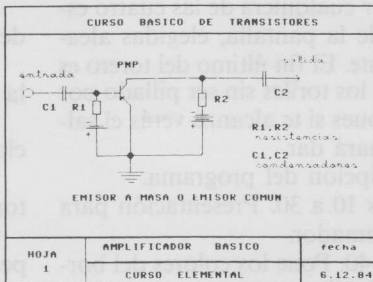 CURSO BASICO DE TRANSISTORES
entrada
PNP
salida
C1
R1
R2
C2
R1,R2
resistencias
C1,C2
condensadores
EMISOR A MASA O EMISOR COMUN
HOJA
1
AMPLIFICADOR BASICO
CURSO ELEMENTAL
fecha
6.12.84